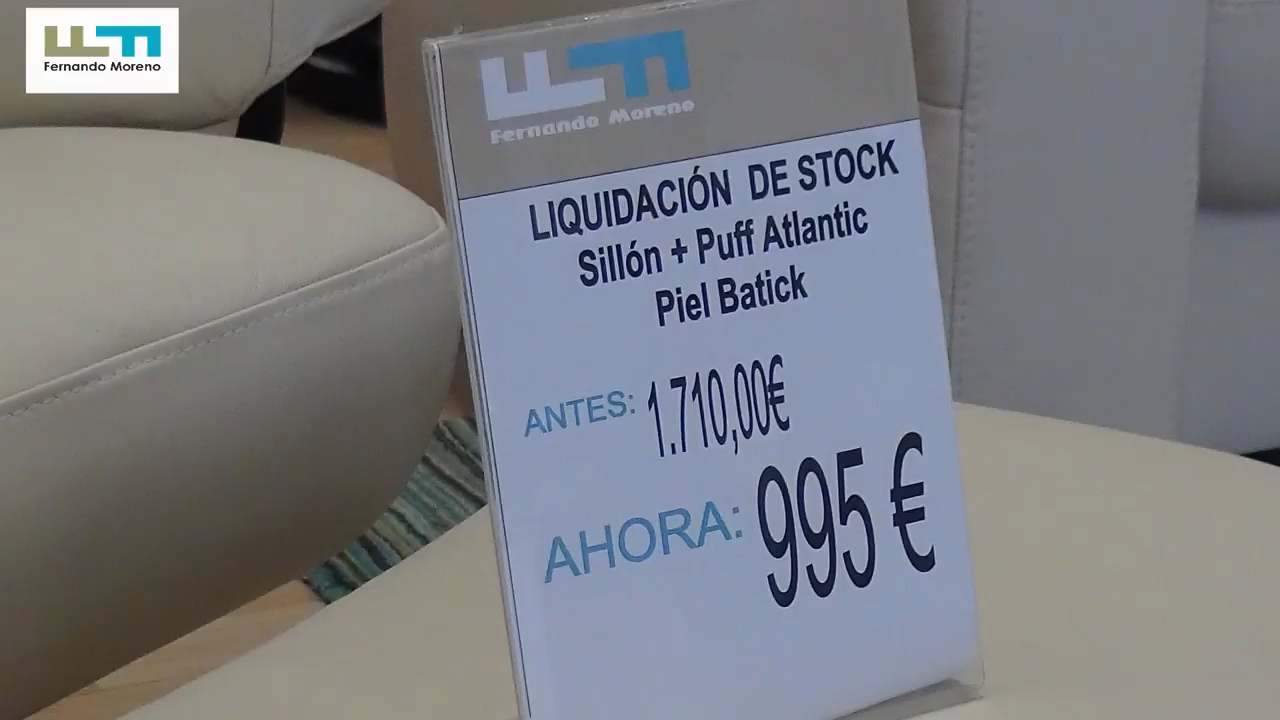 Fernando Moreno
Fernando Moreno
LIQUIDACIÓN DE STOCK
Sillón + Puff Atlantic
Piel Batick
ANTES: 1.710,00€
AHORA: 995 €